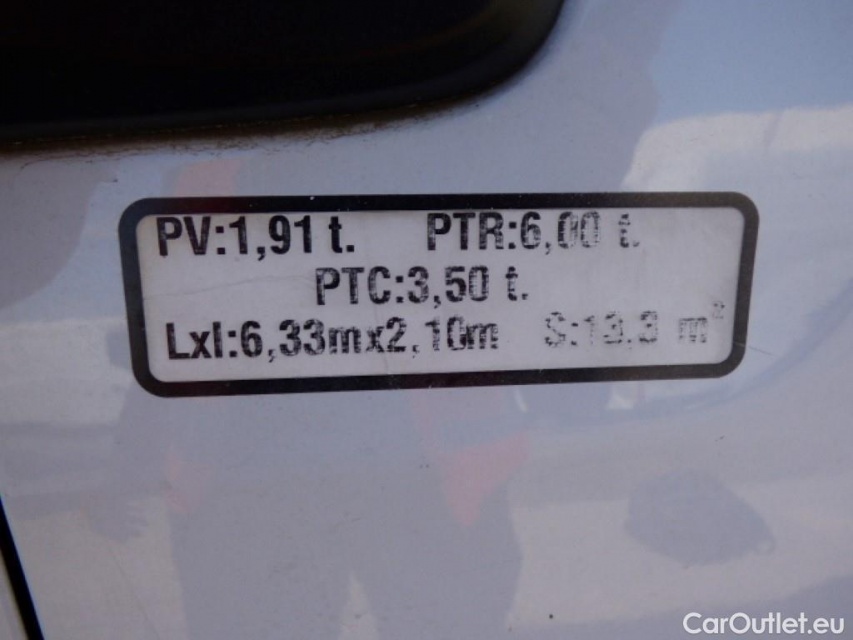 PV:1,91 t. PTR:6,00 t.
PTC:3,50 t.
Lxl:6,33mx2,10m S:13.3 m²
CarOutlet.eu